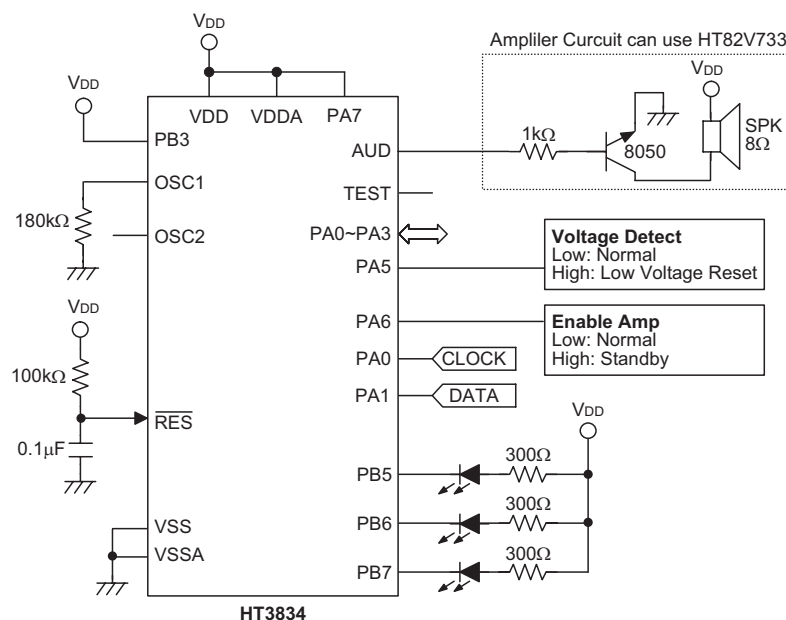 Ampliler Curcuit can use HT82V733
VDD
VDD
VDD
VDD
VDDA
PA7
PB3
AUD
1kΩ
8050
SPK
8Ω
OSC1
TEST
180kΩ
OSC2
PA0~PA3
Voltage Detect
Low: Normal
High: Low Voltage Reset
PA5
VDD
PA6
Enable Amp
Low: Normal
High: Standby
100kΩ
PA0
CLOCK
PA1
DATA
RES
0.1μF
VDD
PB5
300Ω
PB6
300Ω
PB7
300Ω
VSS
VSSA
HT3834